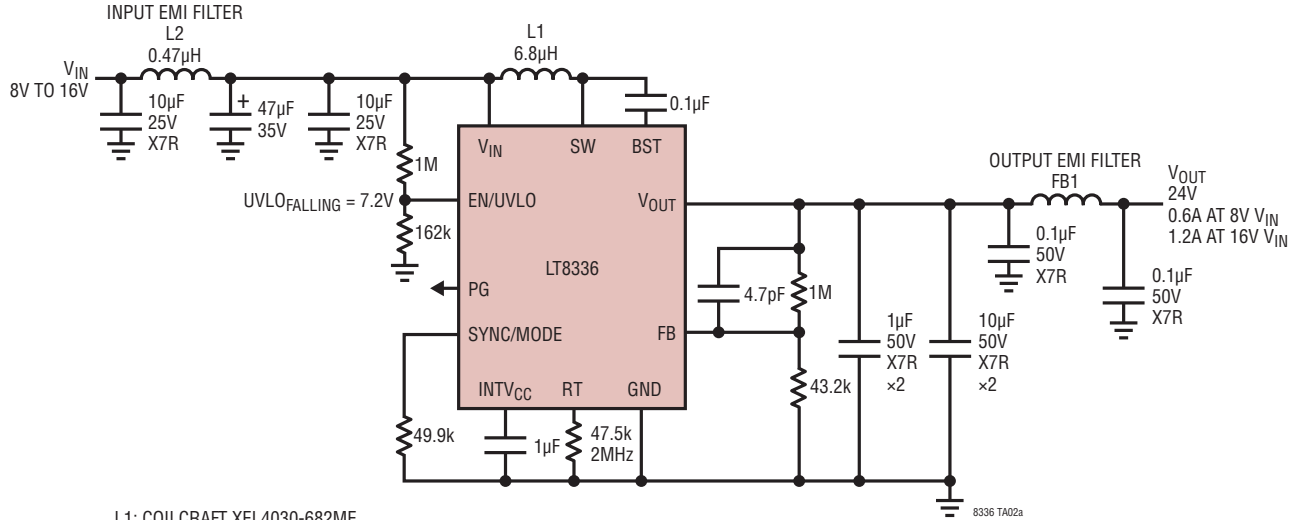 INPUT EMI FILTER
L2
0.47µH
L1
6.8µH
VIN
8V TO 16V
10µF
25V
X7R
+
47µF
35V
10µF
25V
X7R
0.1µF
1M
VIN
SW
BST
UVLOFALLING = 7.2V
EN/UVLO
VOUT
162k
LT8336
PG
SYNC/MODE
FB
INTVCC
RT
GND
49.9k
1µF
47.5k
2MHz
4.7pF
1M
43.2k
1µF
50V
X7R
×2
10µF
50V
X7R
×2
OUTPUT EMI FILTER
FB1
0.1µF
50V
X7R
VOUT
24V
0.6A AT 8V VIN
1.2A AT 16V VIN
0.1µF
50V
X7R
8336 TA02a
L1: COILCRAFT XEL4030-682ME